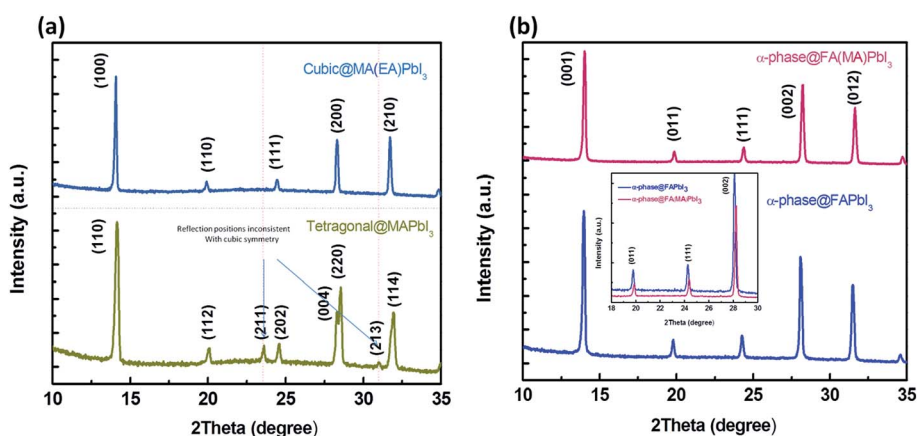 (a)
Cubic@MA(EA)PbI₃
(100)
(110)
(111)
(200)
(210)
Tetragonal@MAPbI₃
Reflection positions inconsistent
With cubic symmetry
(110)
(112)
(211)
(202)
(004)
(220)
(213)
(114)
Intensity (a.u.)
10 15 20 25 30 35
2Theta (degree)
(b)
α-phase@FA(MA)PbI₃
(001)
(011)
(111)
(002)
(012)
α-phase@FAPbI₃
α-phase@FAPbI₃
α-phase@FA(MA)PbI₃
(011)
(111)
(002)
Intensity (a.u.)
18 20 22 24 26 28 30
2Theta (degree)
Intensity (a.u.)
10 15 20 25 30 35
2Theta (degree)